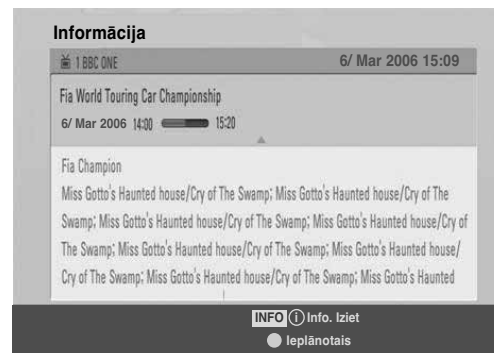 Informācija
1 BBC ONE 6/ Mar 2006 15:09
Fia World Touring Car Championship
6/ Mar 2006 14:00 15:20
Fia Champion
Miss Gotto's Haunted house/Cry of The Swamp; Miss Gotto's Haunted house/Cry of The
Swamp; Miss Gotto's Haunted house/Cry of The Swamp; Miss Gotto's Haunted house/Cry of
The Swamp; Miss Gotto's Haunted house/Cry of The Swamp; Miss Gotto's Haunted house/
Cry of The Swamp; Miss Gotto's Haunted house/Cry of The Swamp; Miss Gotto's Haunted
INFO i Info. Iziet
Ieplānotais